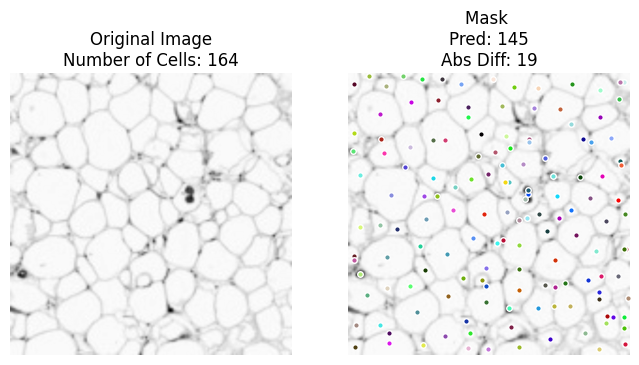 Original Image
Number of Cells: 164
Mask
Pred: 145
Abs Diff: 19